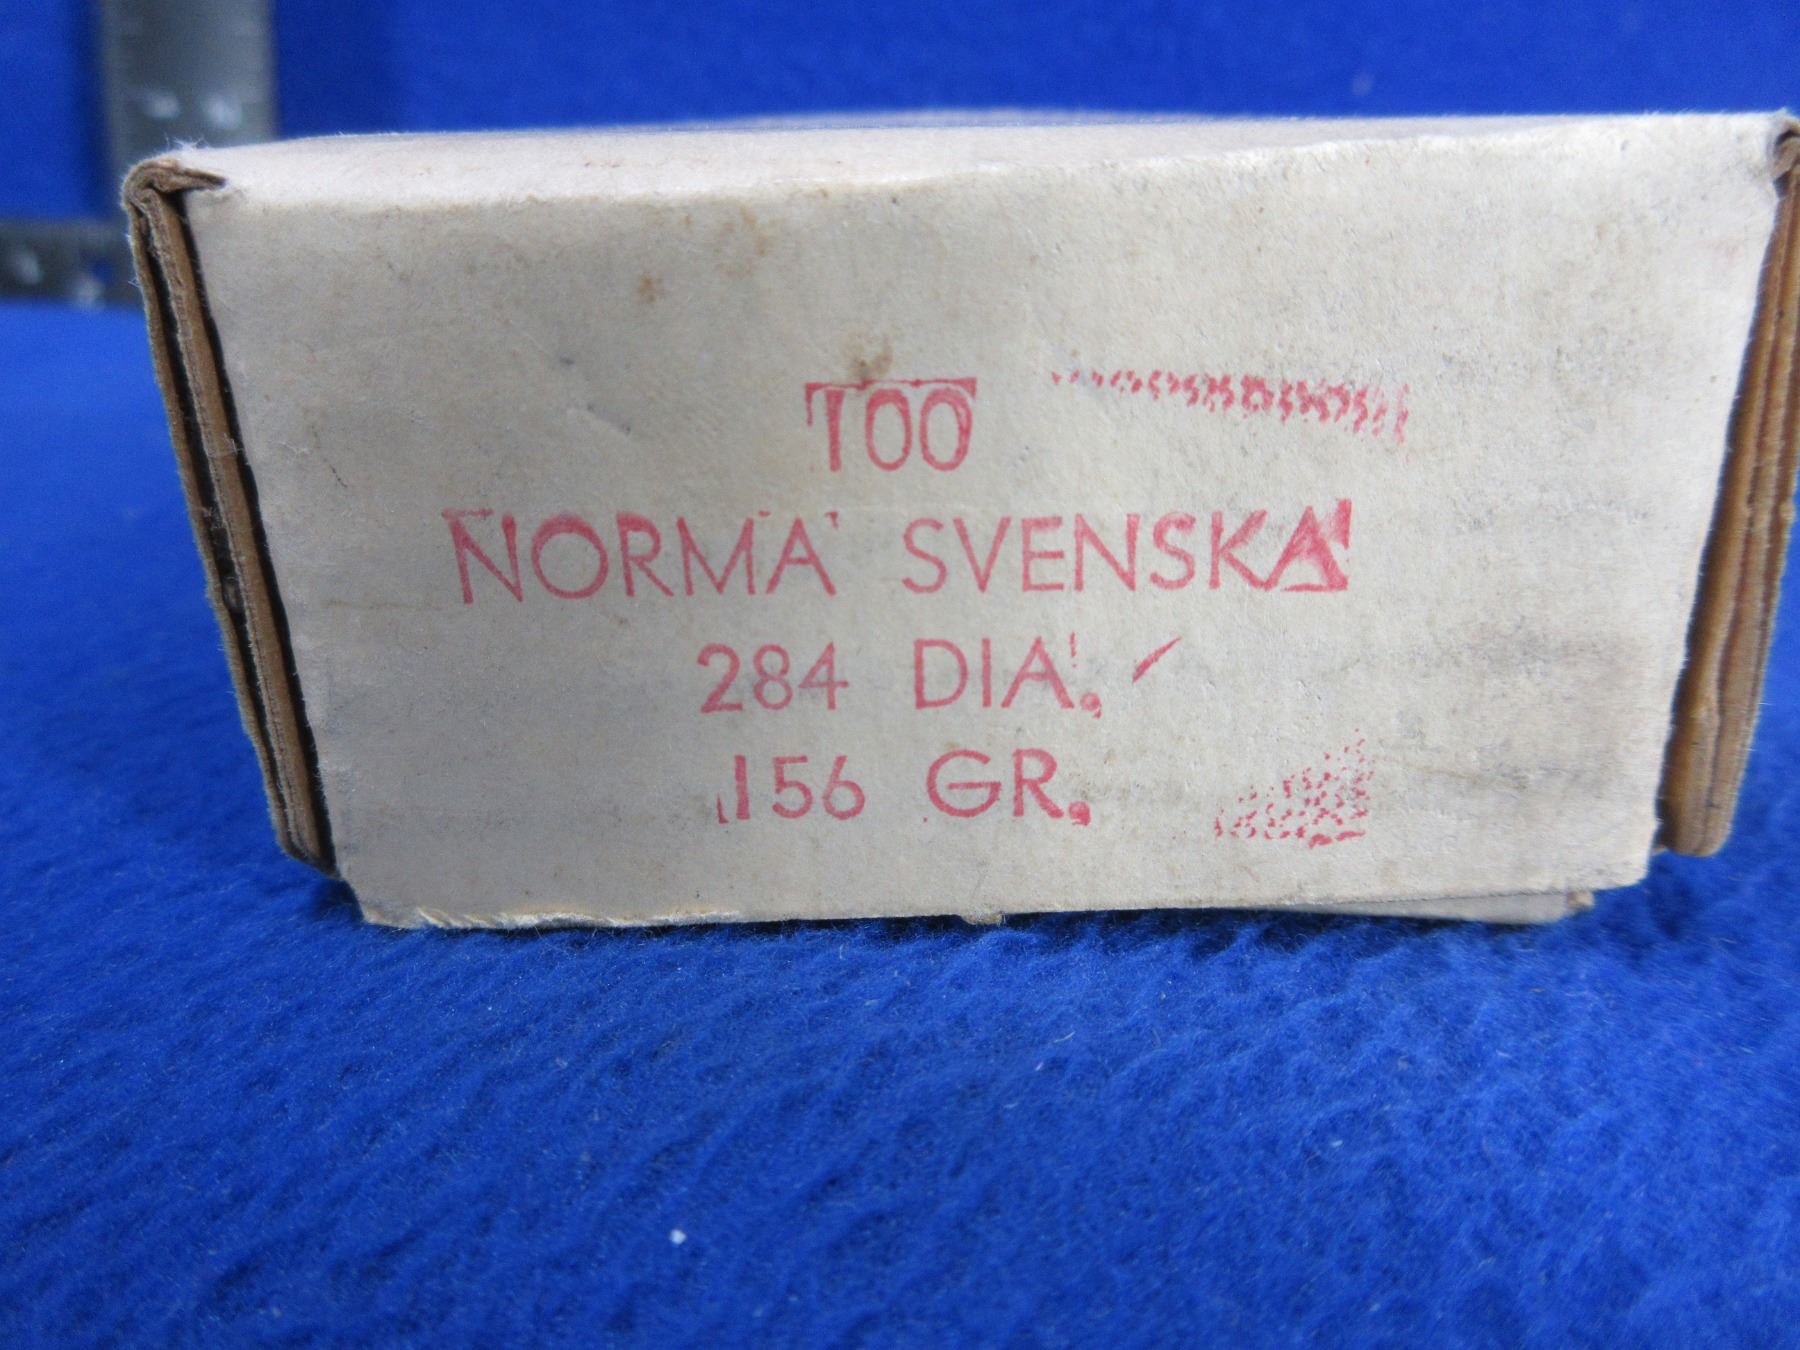 100
NORMA SVENSKA
284 DIA.
156 GR.